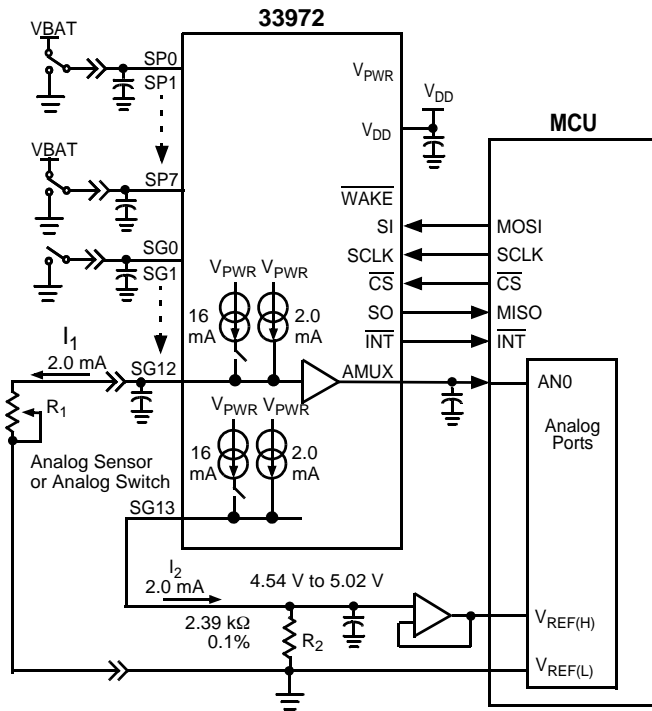 33972
VBAT
SP0
SP1
VPWR
VDD
VDD
MCU
VBAT
SP7
WAKE
SI
MOSI
SG0
SG1
SCLK
SCLK
VPWR
VPWR
CS
CS
16
mA
2.0
mA
SO
MISO
INT
INT
I1
2.0 mA
SG12
AMUX
AN0
R1
VPWR
VPWR
Analog
Ports
16
mA
2.0
mA
Analog Sensor
or Analog Switch
SG13
I2
2.0 mA
4.54 V to 5.02 V
2.39 kΩ
0.1%
R2
VREF(H)
VREF(L)